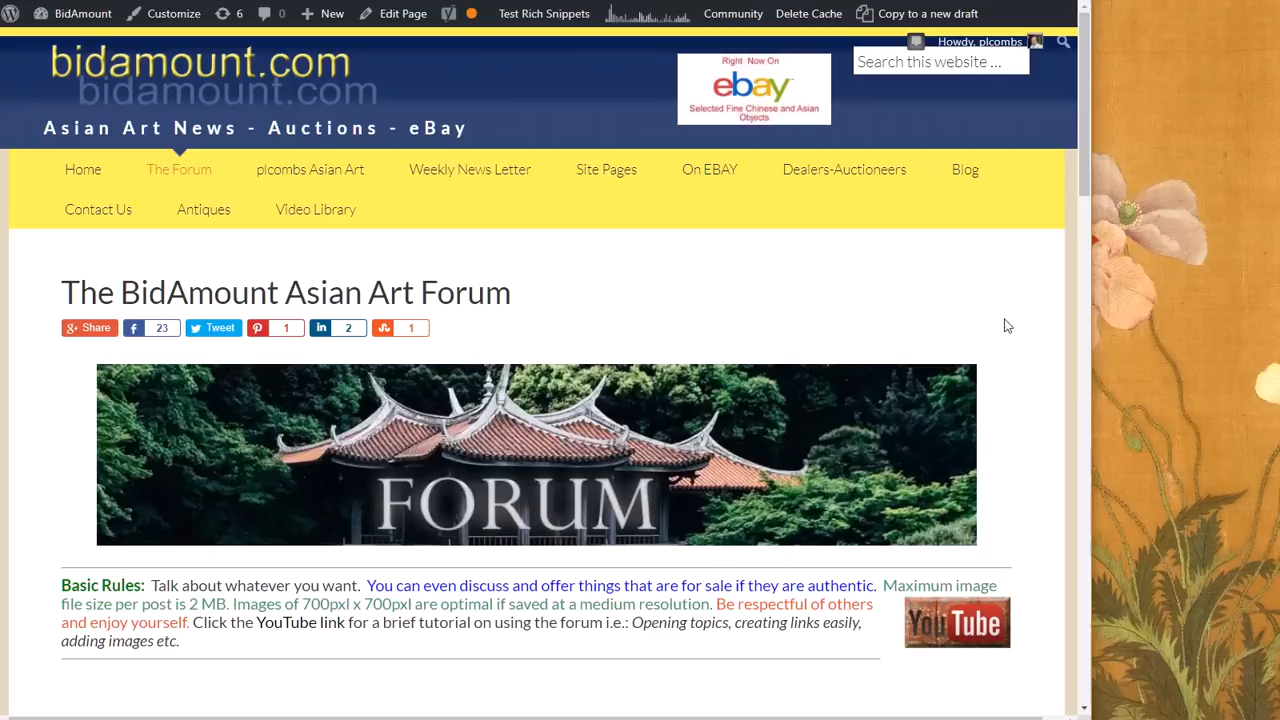 BidAmount Customize 6 0 New Edit Page Test Rich Snippets Community Delete Cache Copy to a new draft
Howdy, plcombs
bidamount.com
bidamount.com
Asian Art News - Auctions - eBay
Right Now On
ebay
Selected Fine Chinese and Asian
Objects
Search this website ...
Home The Forum plcombs Asian Art Weekly News Letter Site Pages On EBAY Dealers-Auctioneers Blog
Contact Us Antiques Video Library
The BidAmount Asian Art Forum
g+ Share f 23 Tweet 1 in 2 1
FORUM
Basic Rules: Talk about whatever you want. You can even discuss and offer things that are for sale if they are authentic. Maximum image
file size per post is 2 MB. Images of 700pxl x 700pxl are optimal if saved at a medium resolution. Be respectful of others
and enjoy yourself. Click the YouTube link for a brief tutorial on using the forum i.e.: Opening topics, creating links easily,
adding images etc.
YouTube